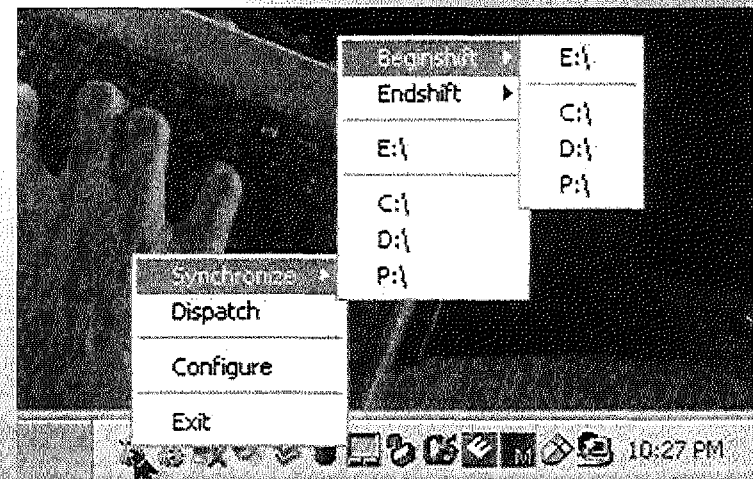 Beginshift
Endshift
E:\
C:\
D:\
P:\
E:\
C:\
D:\
P:\
Synchronize
Dispatch
Configure
Exit
10:27 PM